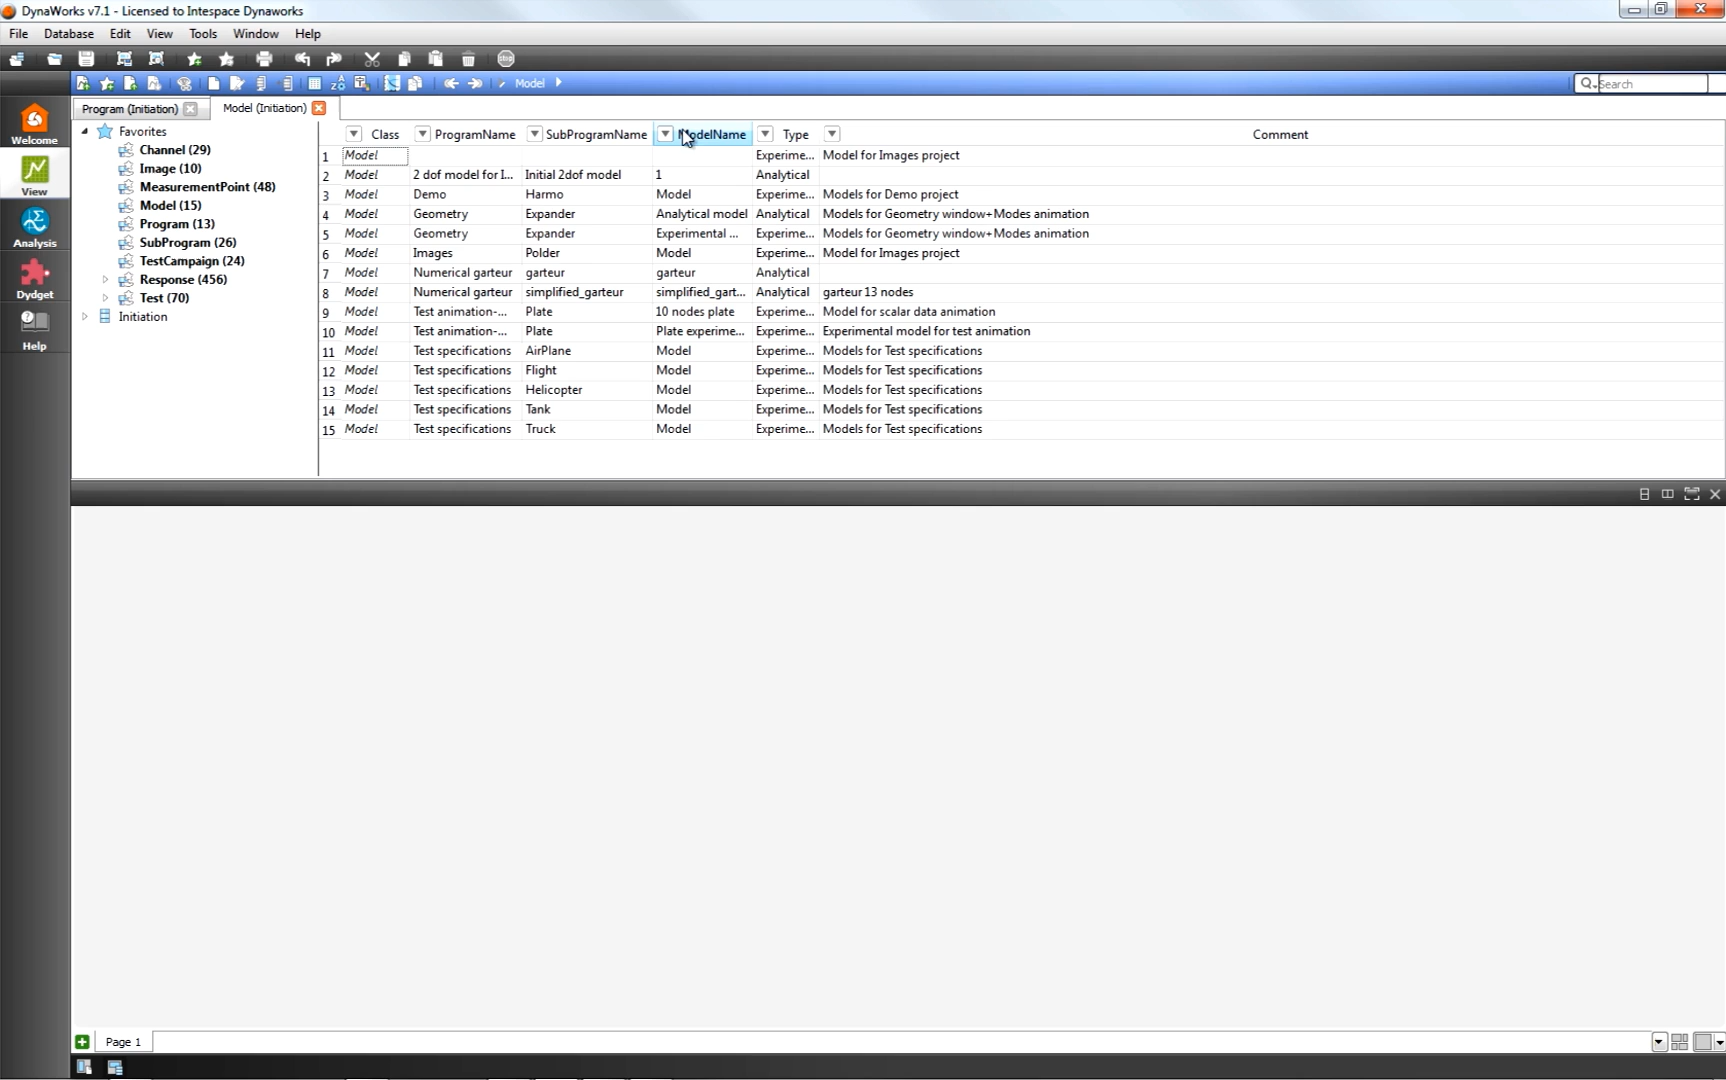 DynaWorks v7.1 - Licensed to Intespace Dynaworks
File Database Edit View Tools Window Help
Model
Search
Program (Initiation) Model (Initiation)
Welcome
View
Analysis
Dydget
Help
Favorites
Channel (29)
Image (10)
MeasurementPoint (48)
Model (15)
Program (13)
SubProgram (26)
TestCampaign (24)
Response (456)
Test (70)
Initiation
Class ProgramName SubProgramName ModelName Type Comment
1 Model Experime... Model for Images project
2 Model 2 dof model for I... Initial 2dof model 1 Analytical
3 Model Demo Harmo Model Experime... Models for Demo project
4 Model Geometry Expander Analytical model Analytical Models for Geometry window+Modes animation
5 Model Geometry Expander Experimental ... Experime... Models for Geometry window+Modes animation
6 Model Images Polder Model Experime... Model for Images project
7 Model Numerical garteur garteur garteur Analytical
8 Model Numerical garteur simplified_garteur simplified_gart... Analytical garteur 13 nodes
9 Model Test animation-... Plate 10 nodes plate Experime... Model for scalar data animation
10 Model Test animation-... Plate Plate experime... Experime... Experimental model for test animation
11 Model Test specifications AirPlane Model Experime... Models for Test specifications
12 Model Test specifications Flight Model Experime... Models for Test specifications
13 Model Test specifications Helicopter Model Experime... Models for Test specifications
14 Model Test specifications Tank Model Experime... Models for Test specifications
15 Model Test specifications Truck Model Experime... Models for Test specifications
Page 1